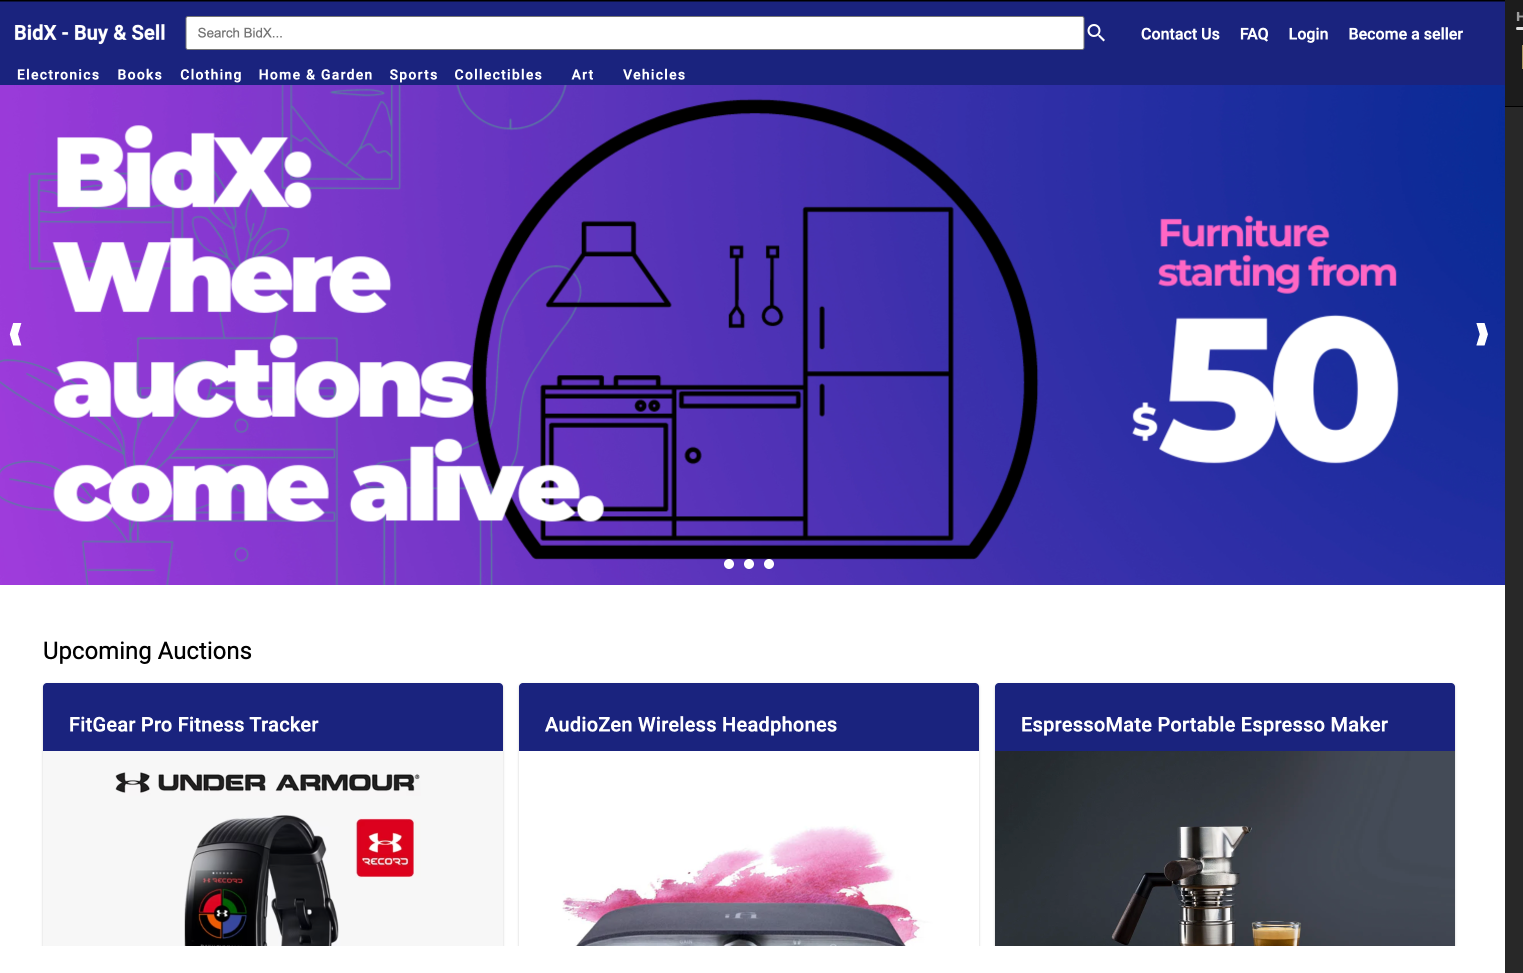 BidX - Buy & Sell
Search BidX...
Contact Us FAQ Login Become a seller
Electronics Books Clothing Home & Garden Sports Collectibles Art Vehicles
BidX:
Where
auctions
come alive.
Furniture
starting from
$50
Upcoming Auctions
FitGear Pro Fitness Tracker
UNDER ARMOUR
RECORD
RECORD
AudioZen Wireless Headphones
EspressoMate Portable Espresso Maker